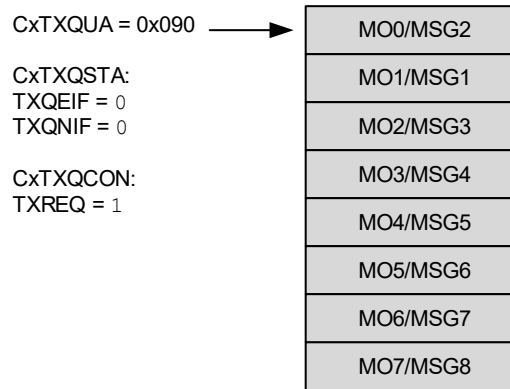 CxTXQUA = 0x090
CxTXQSTA:
TXQEIF = 0
TXQNIF = 0
CxTXQCON:
TXREQ = 1
MO0/MSG2
MO1/MSG1
MO2/MSG3
MO3/MSG4
MO4/MSG5
MO5/MSG6
MO6/MSG7
MO7/MSG8